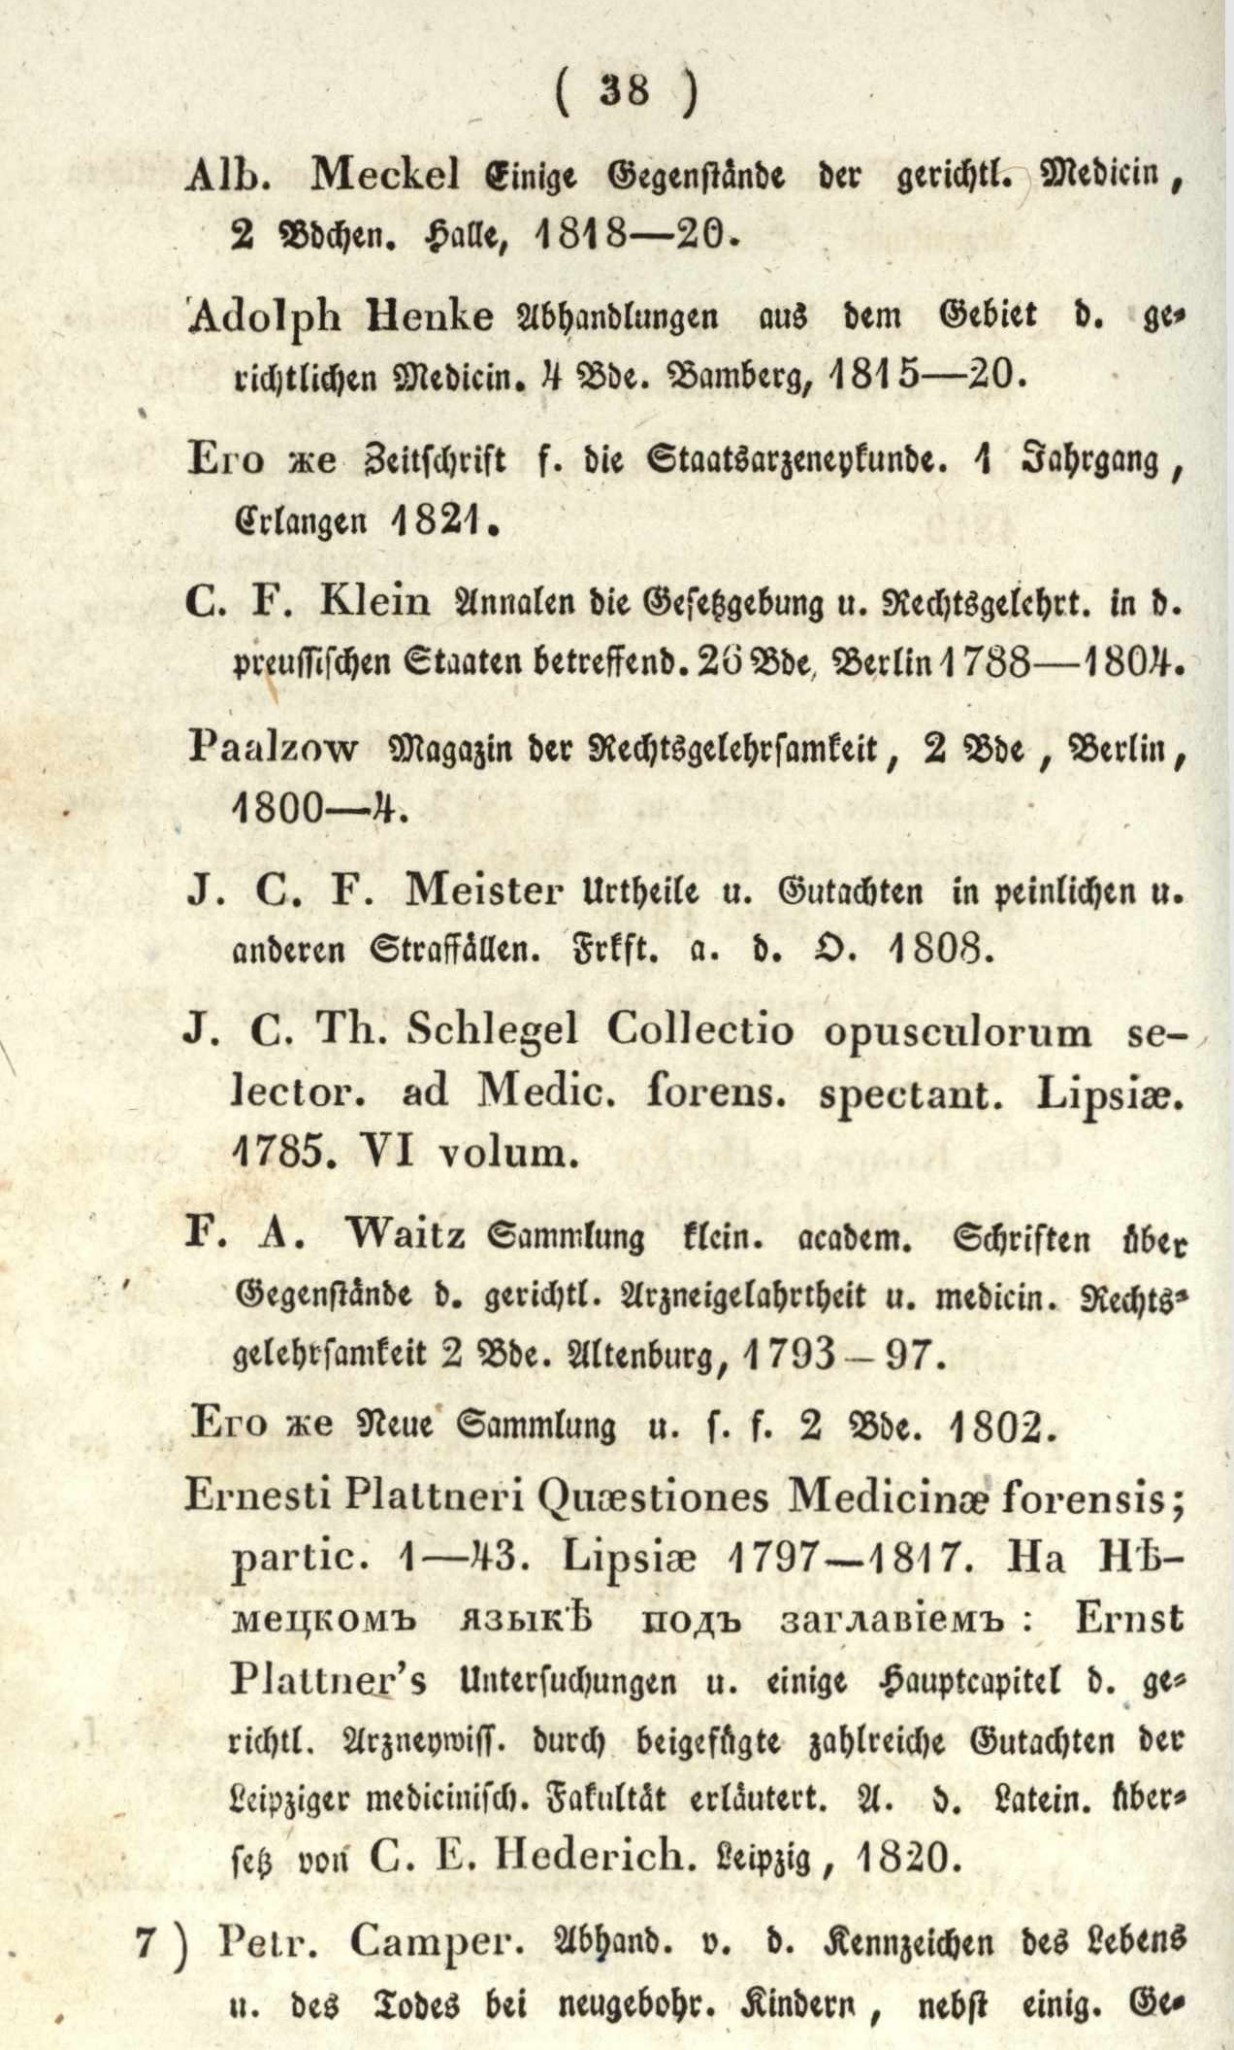 ( 38 )
Alb. Meckel Einige Gegenstände der gerichtl. Medicin,
2 Bdchen. Halle, 1818—20.
Adolph Henke Abhandlungen aus dem Gebiet d. ge-
richtlichen Medicin. 4 Bde. Bamberg, 1815—20.
Его же Zeitschrift f. die Staatsarzeneykunde. 1 Jahrgang,
Erlangen 1821.
C. F. Klein Annalen die Gesetzgebung u. Rechtsgelehrt. in d.
preussischen Staaten betreffend. 26 Bde, Berlin 1788—1804.
Paalzow Magazin der Rechtsgelehrsamkeit, 2 Bde, Berlin,
1800—4.
J. C. F. Meister Urtheile u. Gutachten in peinlichen u.
anderen Straffällen. Frkft. a. d. O. 1808.
J. C. Th. Schlegel Collectio opusculorum se-
lector. ad Medic. forens. spectant. Lipsiæ.
1785. VI volum.
F. A. Waitz Sammlung klein. academ. Schriften über
Gegenstände d. gerichtl. Arzneigelahrtheit u. medicin. Rechts-
gelehrsamkeit 2 Bde. Altenburg, 1793—97.
Его же Neue Sammlung u. s. f. 2 Bde. 1802.
Ernesti Plattneri Quæstiones Medicinæ forensis;
partic. 1—43. Lipsiæ 1797—1817. На Нѣ-
мецкомъ языкѣ подъ заглавіемъ: Ernst
Plattner's Untersuchungen u. einige Hauptcapitel d. ge-
richtl. Arzneywiss. durch beigefügte zahlreiche Gutachten der
Leipziger medicinisch. Fakultät erläutert. A. d. Latein. über-
setz von C. E. Hederich. Leipzig, 1820.
7) Petr. Camper. Abhand. v. d. Kennzeichen des Lebens
u. des Todes bei neugebohr. Kindern, nebst einig. Ge-